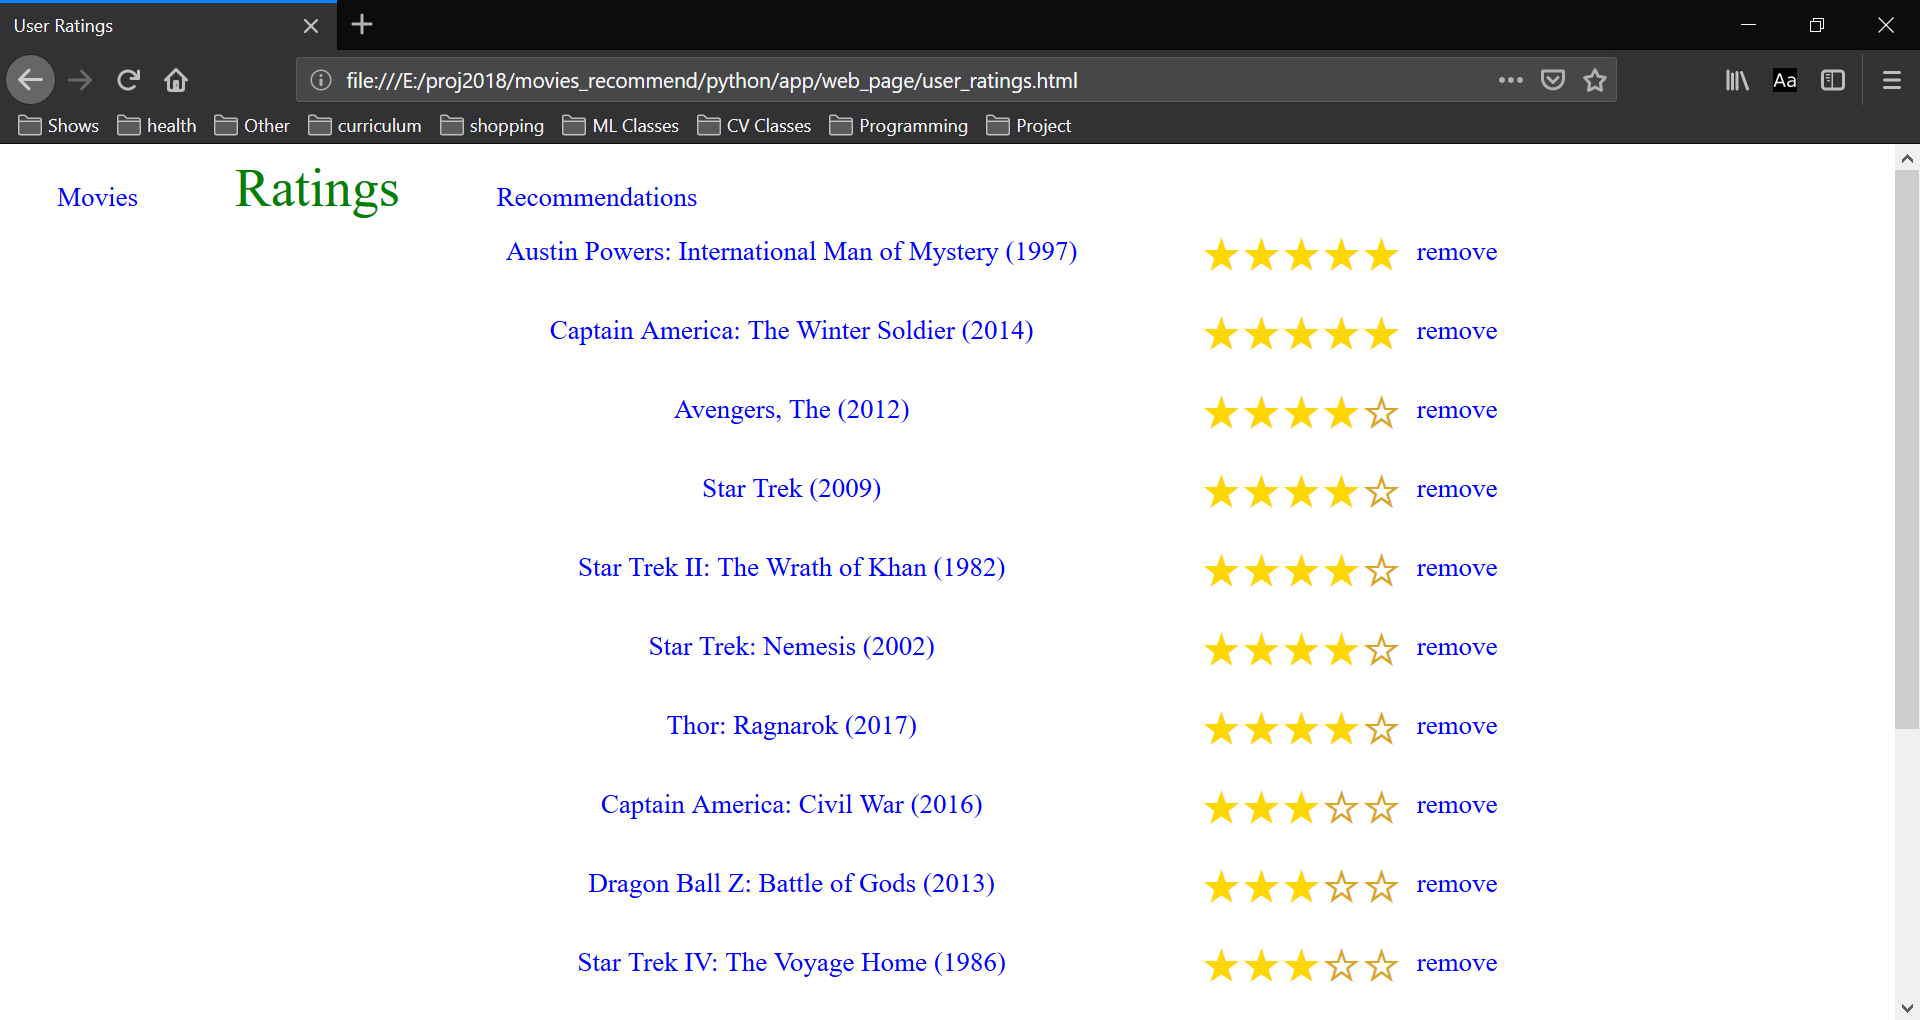 User Ratings
file:///E:/proj2018/movies_recommend/python/app/web_page/user_ratings.html
Aa
Shows health Other curriculum shopping ML Classes CV Classes Programming Project
Movies Ratings Recommendations
Austin Powers: International Man of Mystery (1997) remove
Captain America: The Winter Soldier (2014) remove
Avengers, The (2012) remove
Star Trek (2009) remove
Star Trek II: The Wrath of Khan (1982) remove
Star Trek: Nemesis (2002) remove
Thor: Ragnarok (2017) remove
Captain America: Civil War (2016) remove
Dragon Ball Z: Battle of Gods (2013) remove
Star Trek IV: The Voyage Home (1986) remove